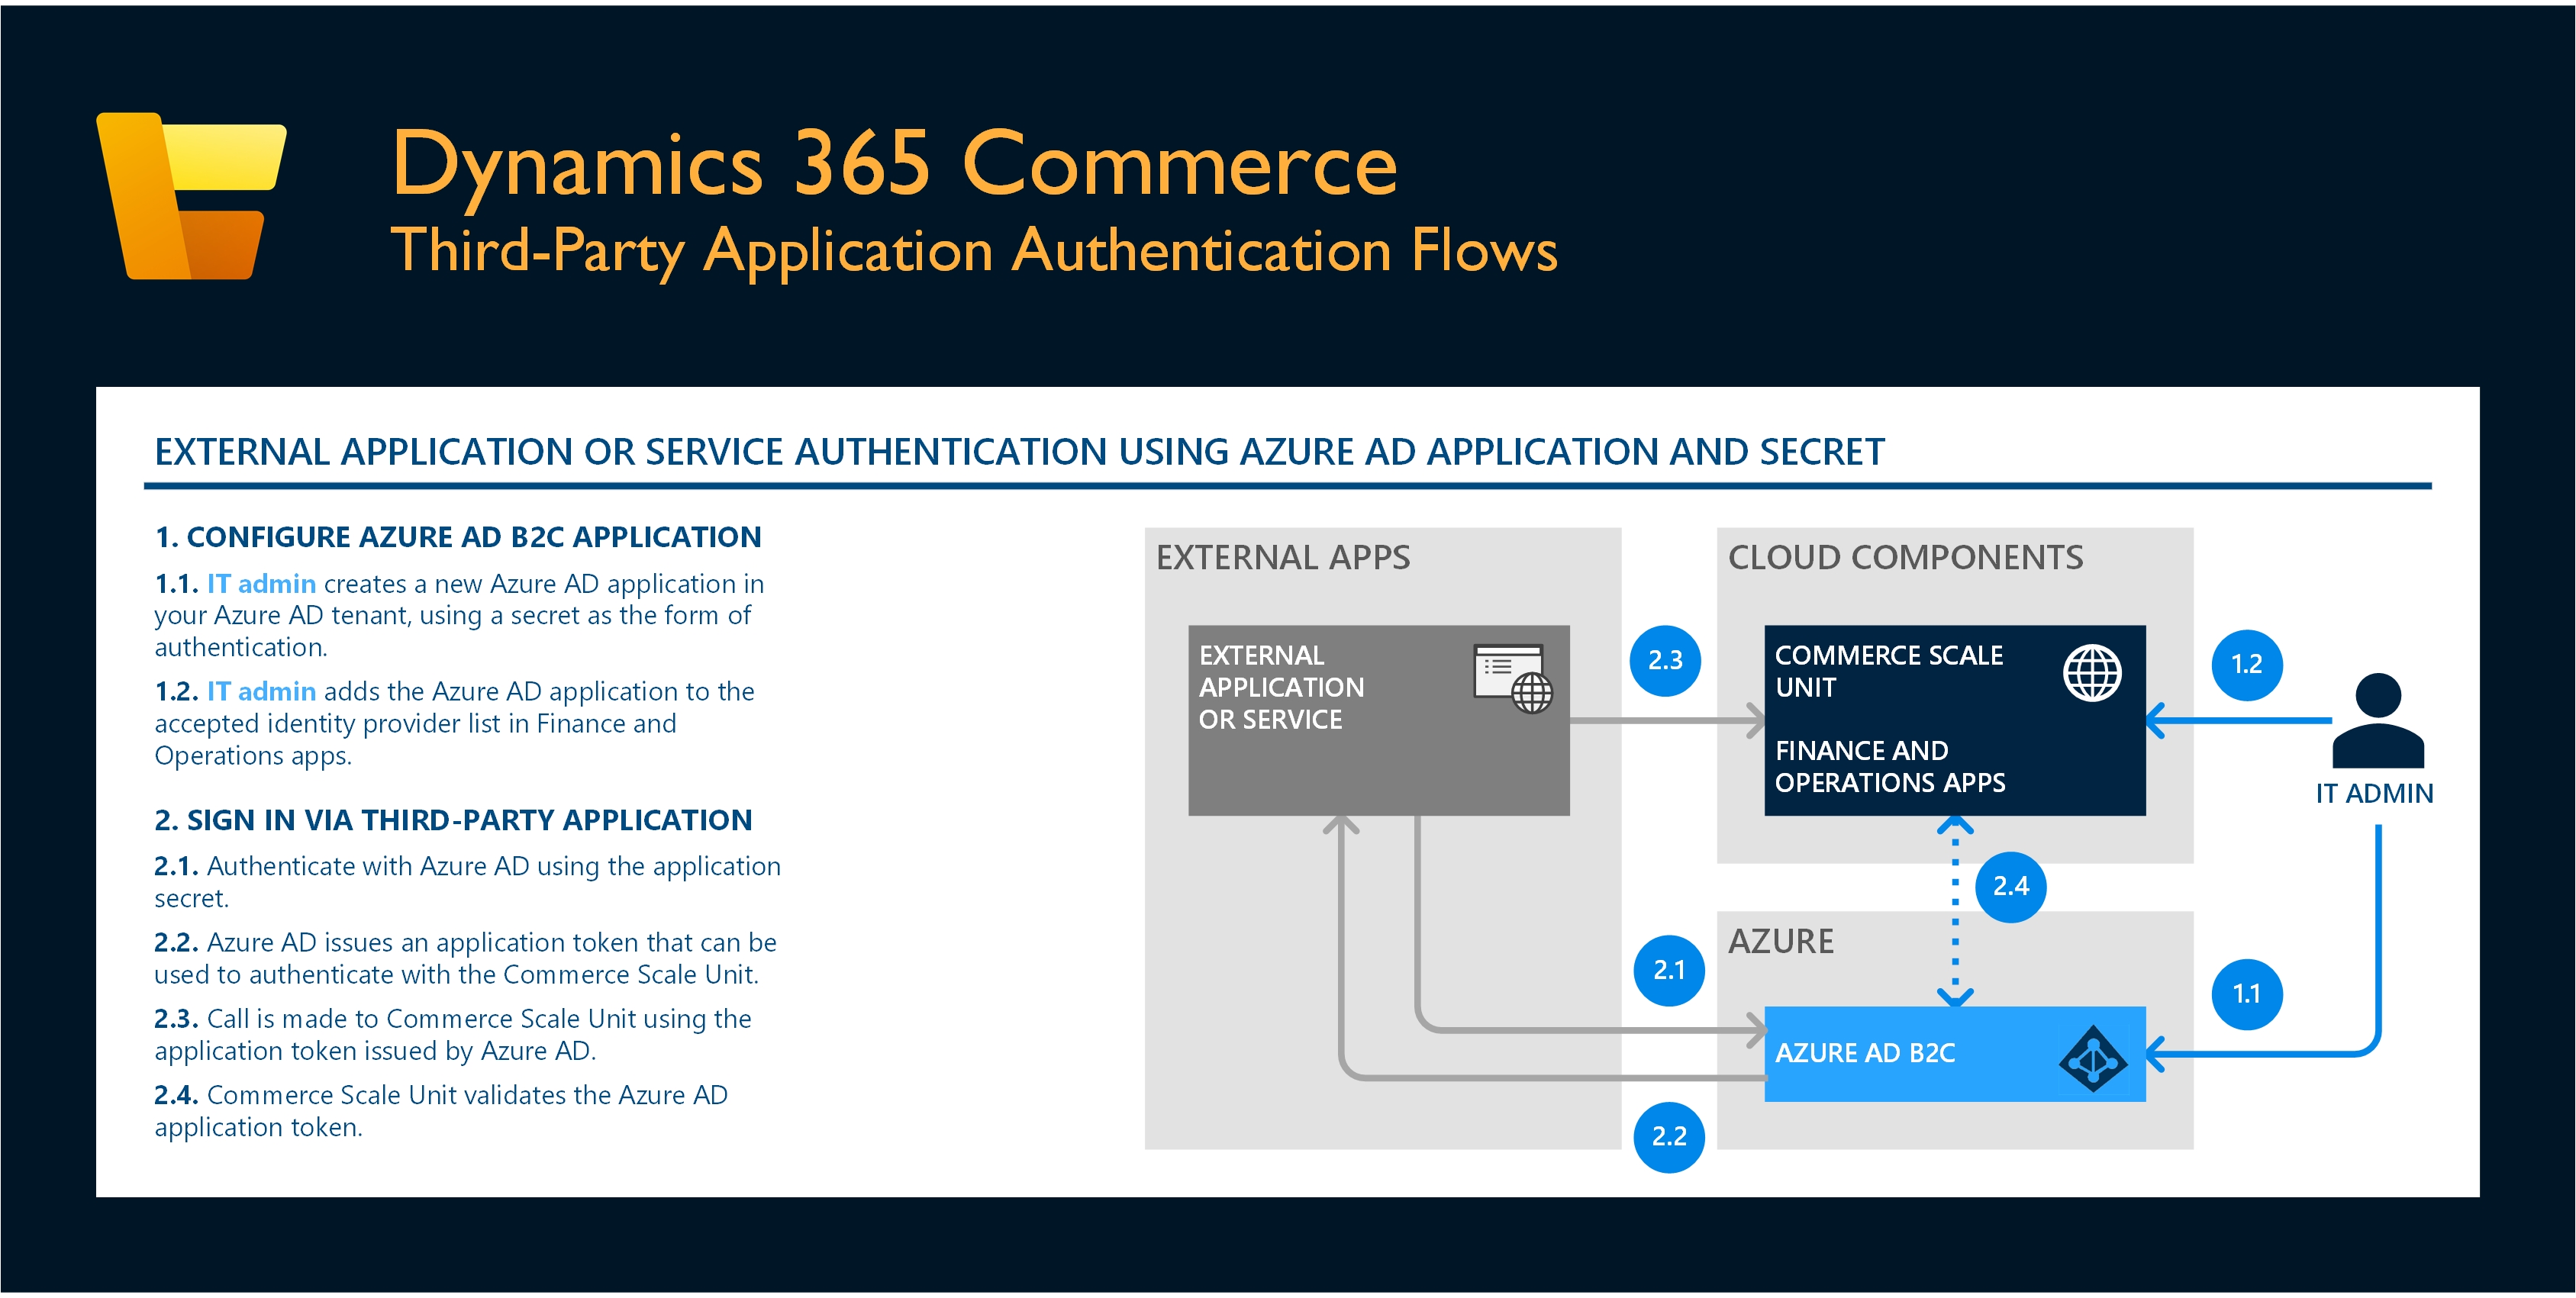 Dynamics 365 Commerce
Third-Party Application Authentication Flows
EXTERNAL APPLICATION OR SERVICE AUTHENTICATION USING AZURE AD APPLICATION AND SECRET
1. CONFIGURE AZURE AD B2C APPLICATION
1.1. IT admin creates a new Azure AD application in
your Azure AD tenant, using a secret as the form of
authentication.
1.2. IT admin adds the Azure AD application to the
accepted identity provider list in Finance and
Operations apps.
2. SIGN IN VIA THIRD-PARTY APPLICATION
2.1. Authenticate with Azure AD using the application
secret.
2.2. Azure AD issues an application token that can be
used to authenticate with the Commerce Scale Unit.
2.3. Call is made to Commerce Scale Unit using the
application token issued by Azure AD.
2.4. Commerce Scale Unit validates the Azure AD
application token.
EXTERNAL APPS
EXTERNAL
APPLICATION
OR SERVICE
2.3
CLOUD COMPONENTS
COMMERCE SCALE
UNIT
FINANCE AND
OPERATIONS APPS
1.2
IT ADMIN
2.4
AZURE
2.1
1.1
AZURE AD B2C
2.2